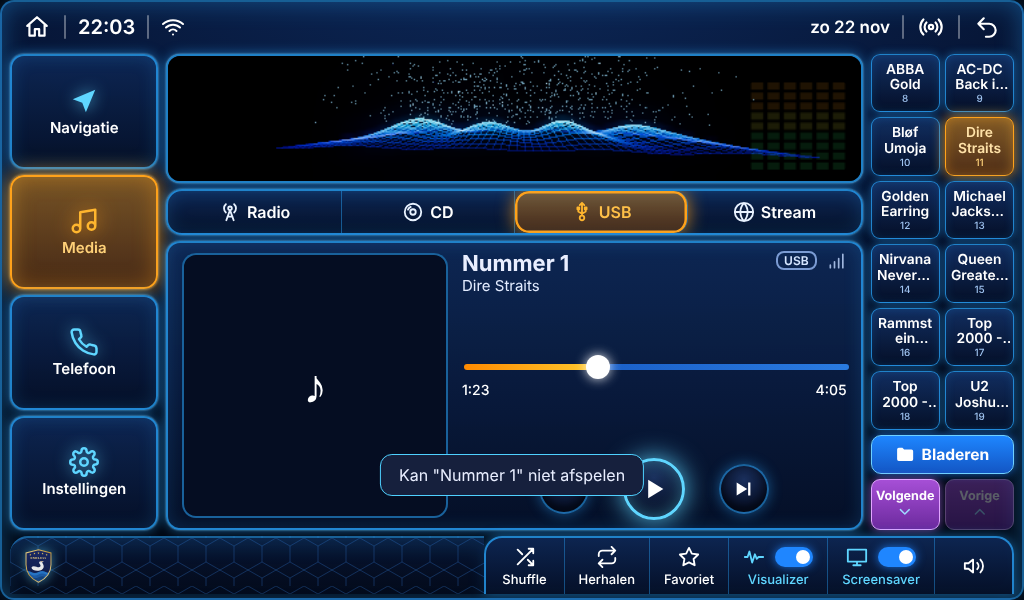 22:03
zo 22 nov
Navigatie
Media
Telefoon
Instellingen
Radio
CD
USB
Stream
Nummer 1
USB
Dire Straits
1:23
4:05
Kan "Nummer 1" niet afspelen
ABBA
Gold
8
AC-DC
Back i...
9
Bløf
Umoja
10
Dire
Straits
11
Golden
Earring
12
Michael
Jacks...
13
Nirvana
Never...
14
Queen
Greate...
15
Rammst
ein...
16
Top
2000 -..
17
Top
2000 -..
18
U2
Joshu...
19
Bladeren
Volgende
Vorige
Shuffle
Herhalen
Favoriet
Visualizer
Screensaver